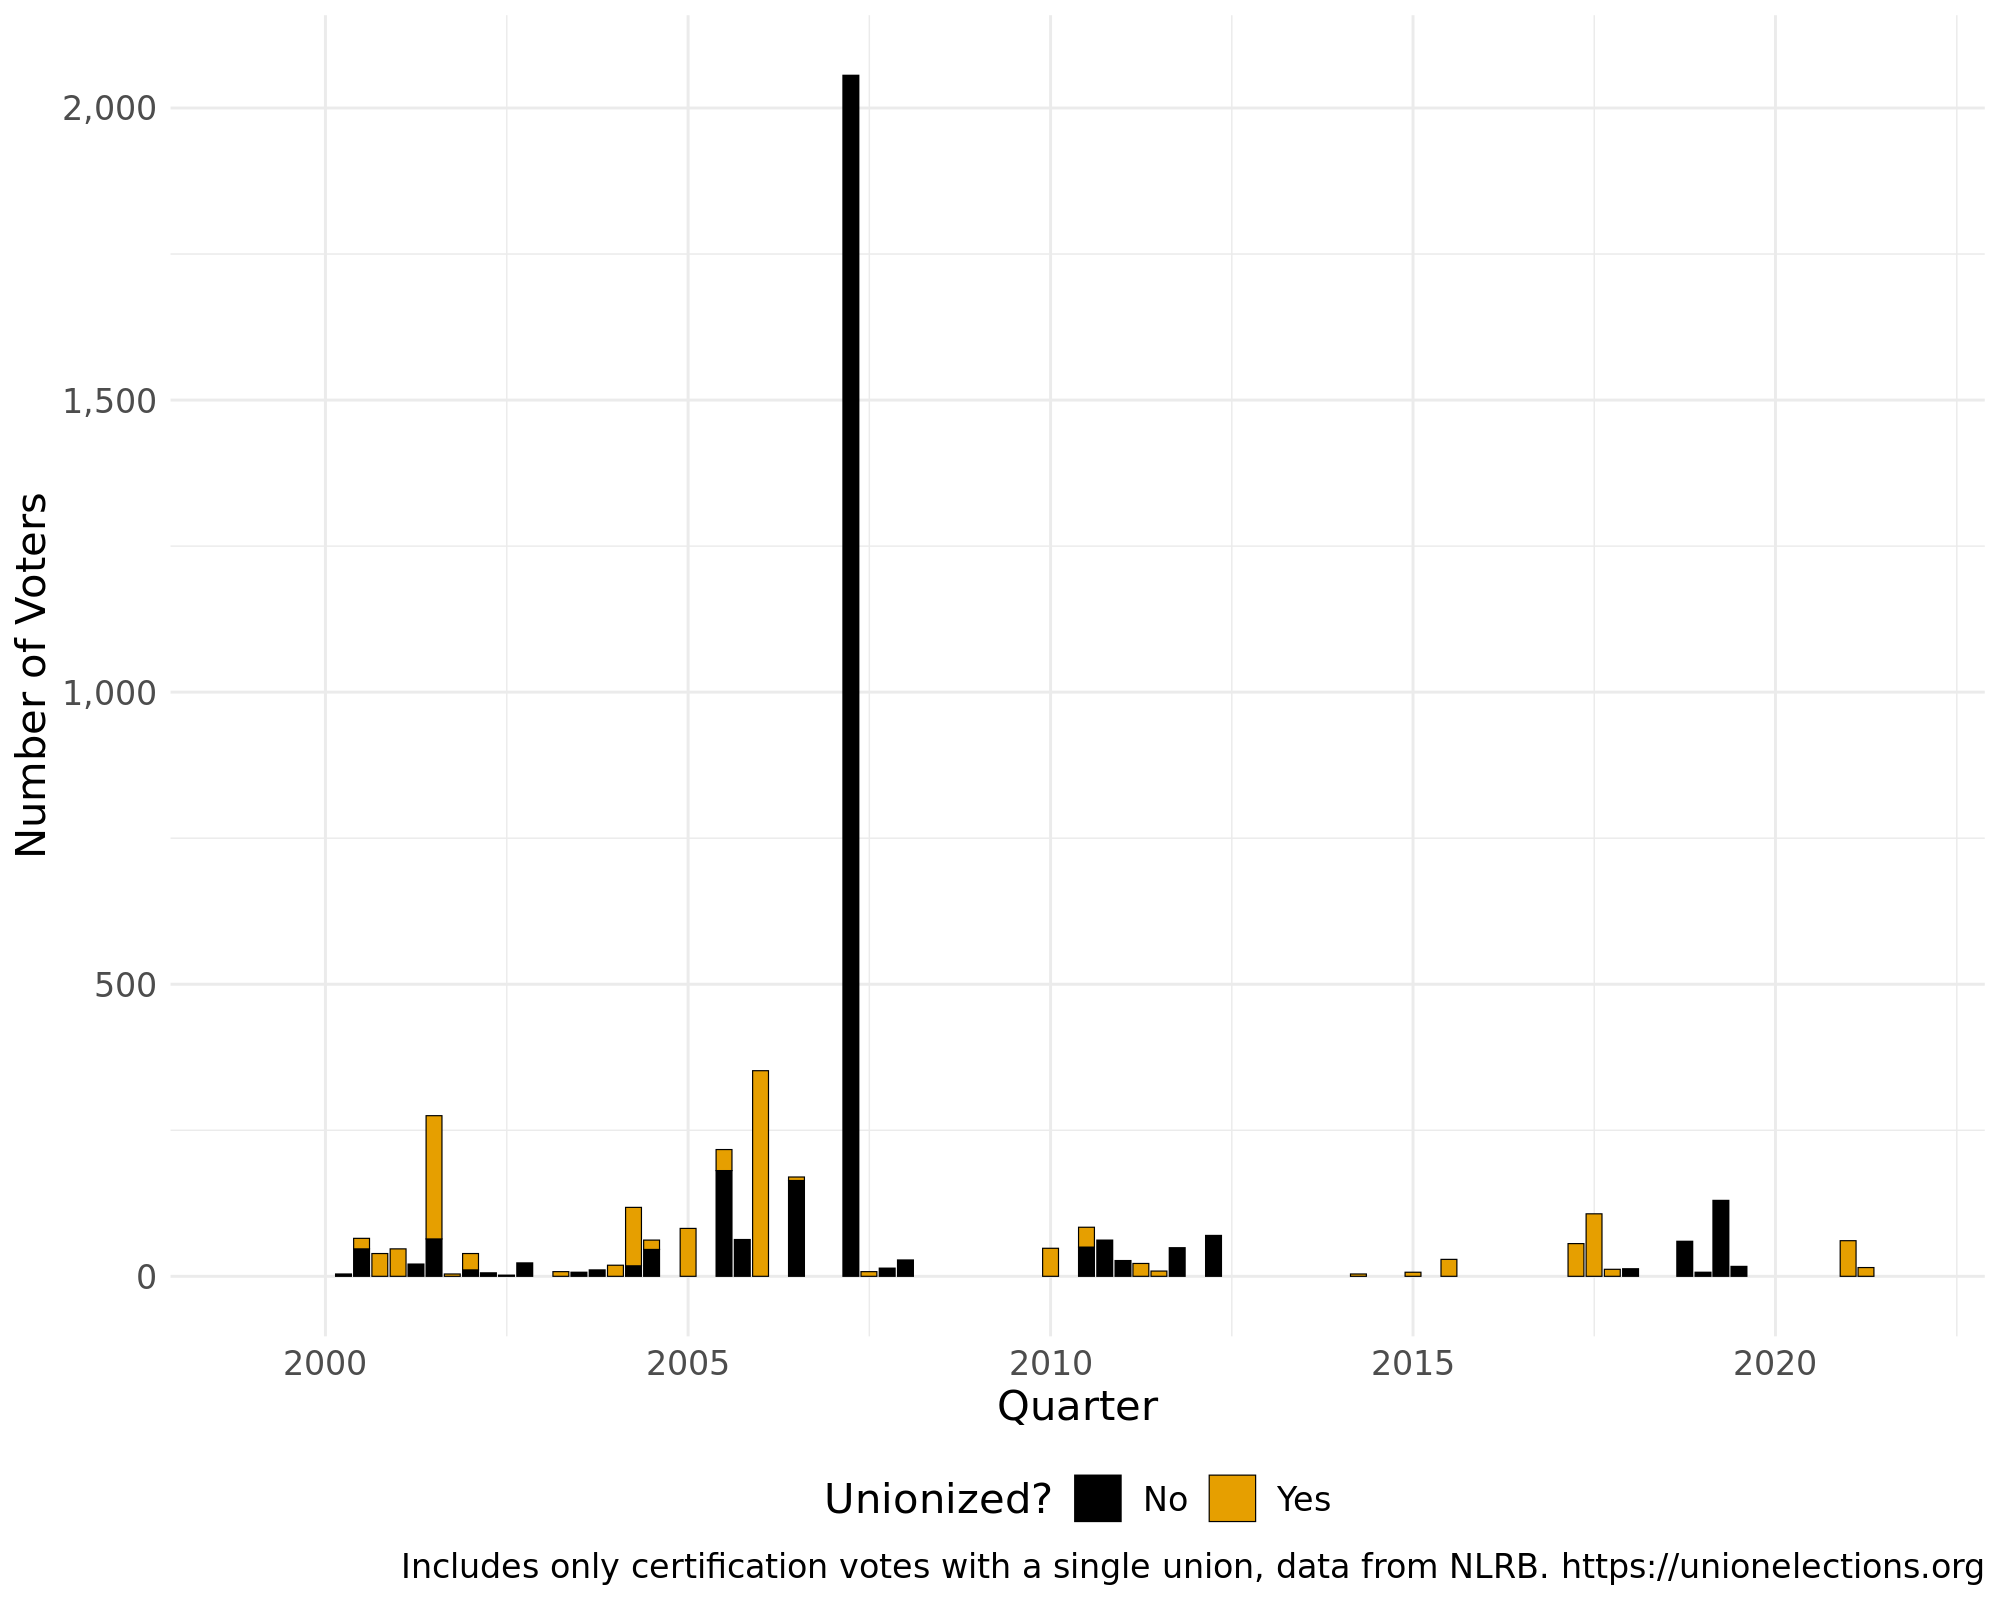 2,000
1,500
1,000
500
0
Number of Voters
2000 2005 2010 2015 2020
Quarter
Unionized? No Yes
Includes only certification votes with a single union, data from NLRB. https://unionelections.org